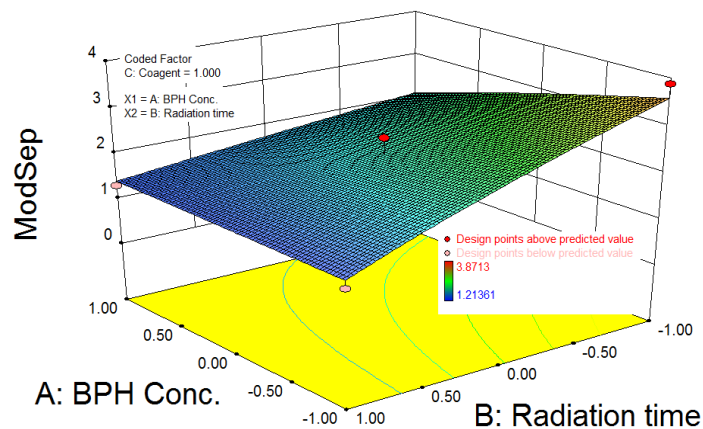 4
3
2
1
0
ModSep
Coded Factor
C: Coagent = 1.000
X1 = A: BPH Conc.
X2 = B: Radiation time
Design points above predicted value
Design points below predicted value
3.8713
1.21361
1.00
0.50
0.00
-0.50
-1.00
A: BPH Conc.
1.00
0.50
0.00
-0.50
-1.00
B: Radiation time